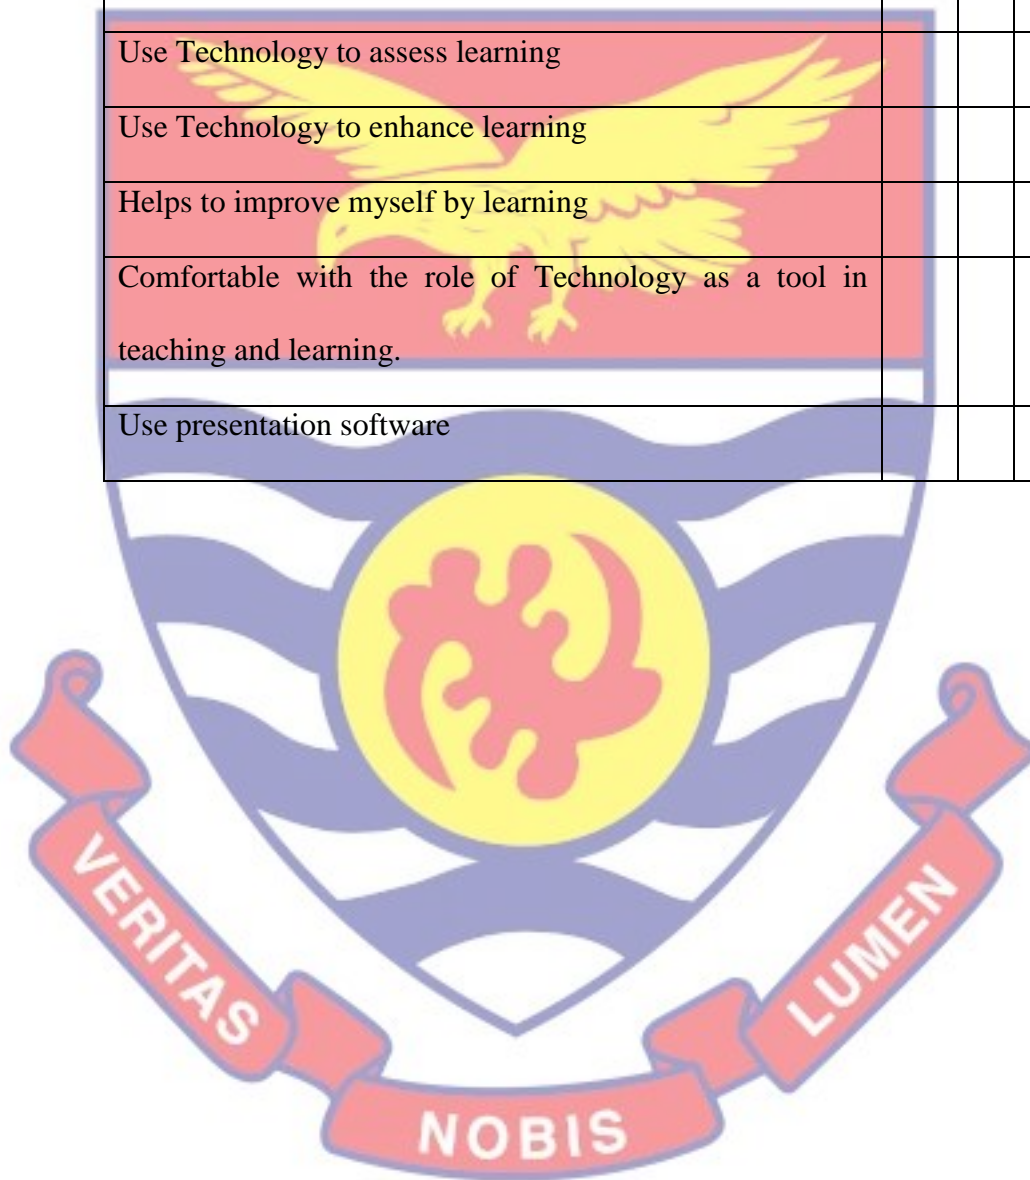 Use Technology to assess learning
Use Technology to enhance learning
Helps to improve myself by learning
Comfortable with the role of Technology as a tool in
teaching and learning.
Use presentation software
VERITAS
NOBIS
LUMEN